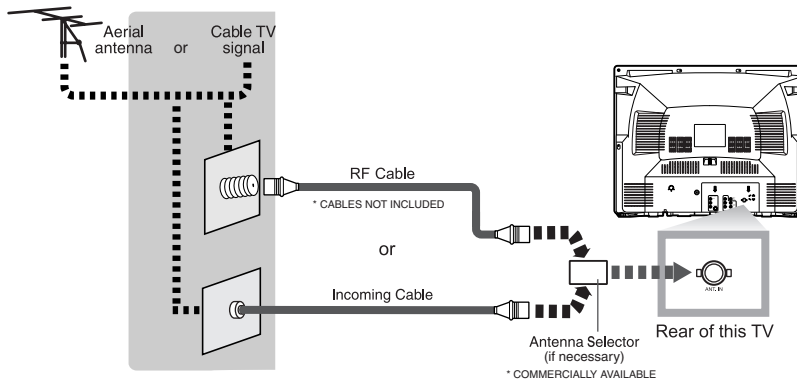 Aerial
antenna
or
Cable TV
signal
RF Cable
* CABLES NOT INCLUDED
or
Incoming Cable
Antenna Selector
(if necessary)
* COMMERCIALLY AVAILABLE
ANT. IN
Rear of this TV